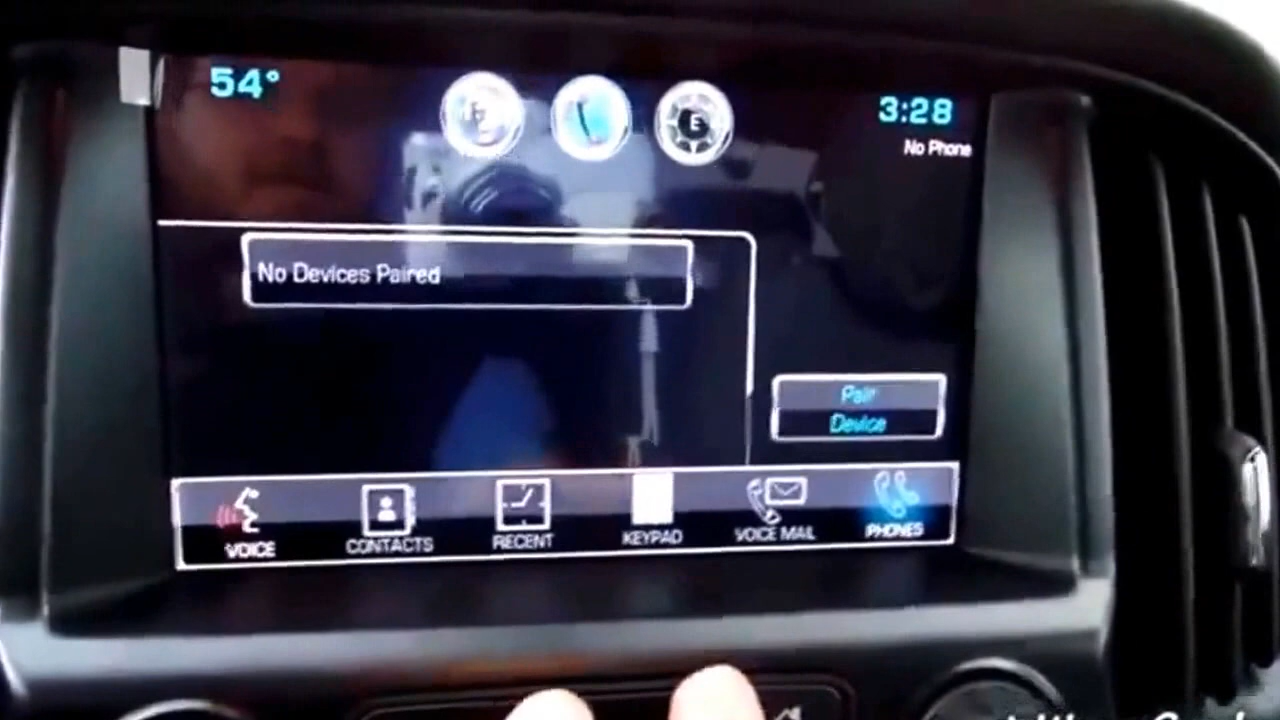 54°
3:28
No Phone
No Devices Paired
Pair
Device
VOICE
CONTACTS
RECENT
KEYPAD
VOICE MAIL
PHONES